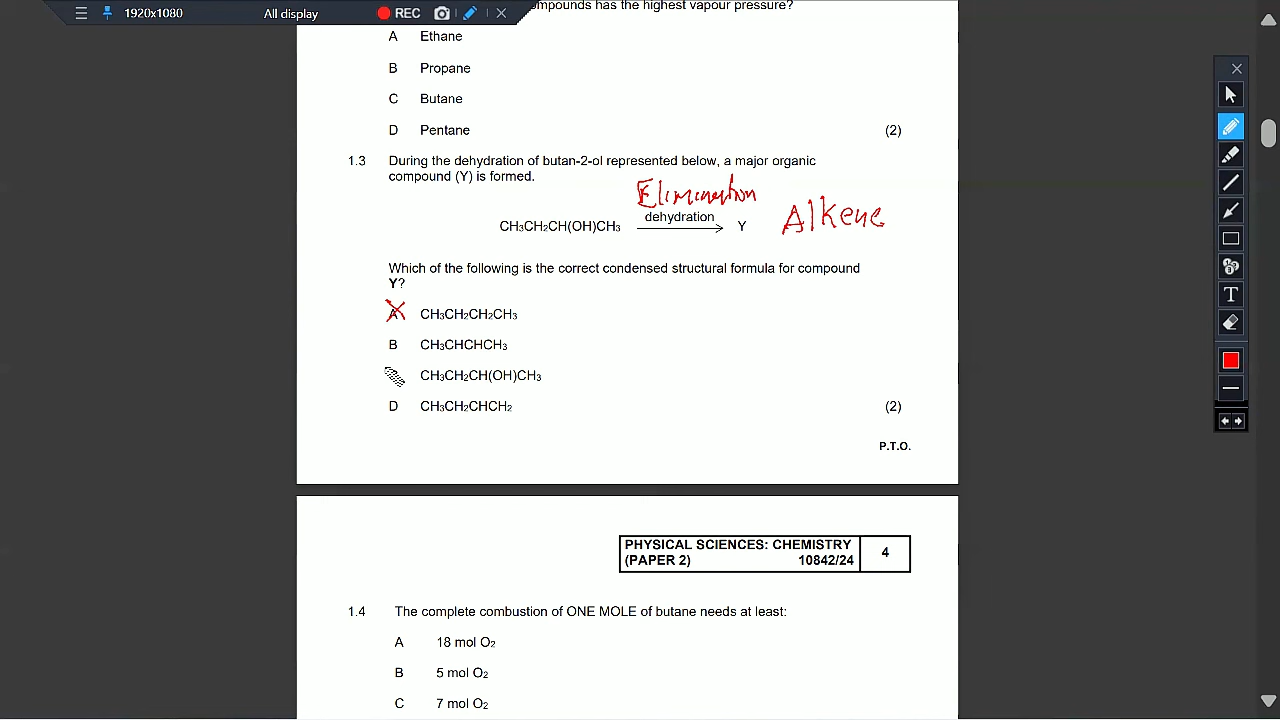 1920x1080 All display REC
ompounds has the highest vapour pressure?
A Ethane
B Propane
C Butane
D Pentane (2)
1.3 During the dehydration of butan-2-ol represented below, a major organic
compound (Y) is formed.
Elimination
dehydration
CH₃CH₂CH(OH)CH₃ Y Alkene
Which of the following is the correct condensed structural formula for compound
Y?
A CH₃CH₂CH₂CH₃
B CH₃CHCHCH₃
CH₃CH₂CH(OH)CH₃
D CH₃CH₂CHCH₂ (2)
P.T.O.
PHYSICAL SCIENCES: CHEMISTRY
(PAPER 2) 10842/24
4
1.4 The complete combustion of ONE MOLE of butane needs at least:
A 18 mol O₂
B 5 mol O₂
C 7 mol O₂